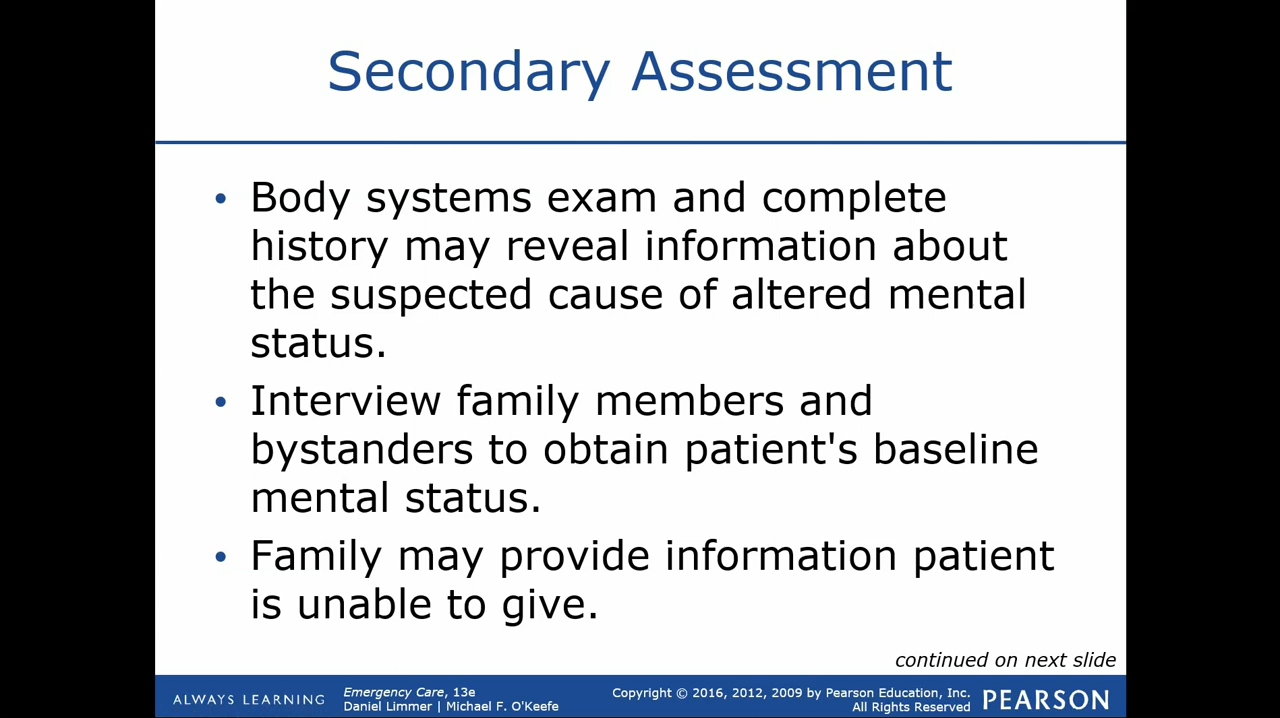 Secondary Assessment
• Body systems exam and complete
history may reveal information about
the suspected cause of altered mental
status.
• Interview family members and
bystanders to obtain patient's baseline
mental status.
• Family may provide information patient
is unable to give.
continued on next slide
ALWAYS LEARNING
Emergency Care, 13e
Daniel Limmer | Michael F. O'Keefe
Copyright © 2016, 2012, 2009 by Pearson Education, Inc.
All Rights Reserved
PEARSON